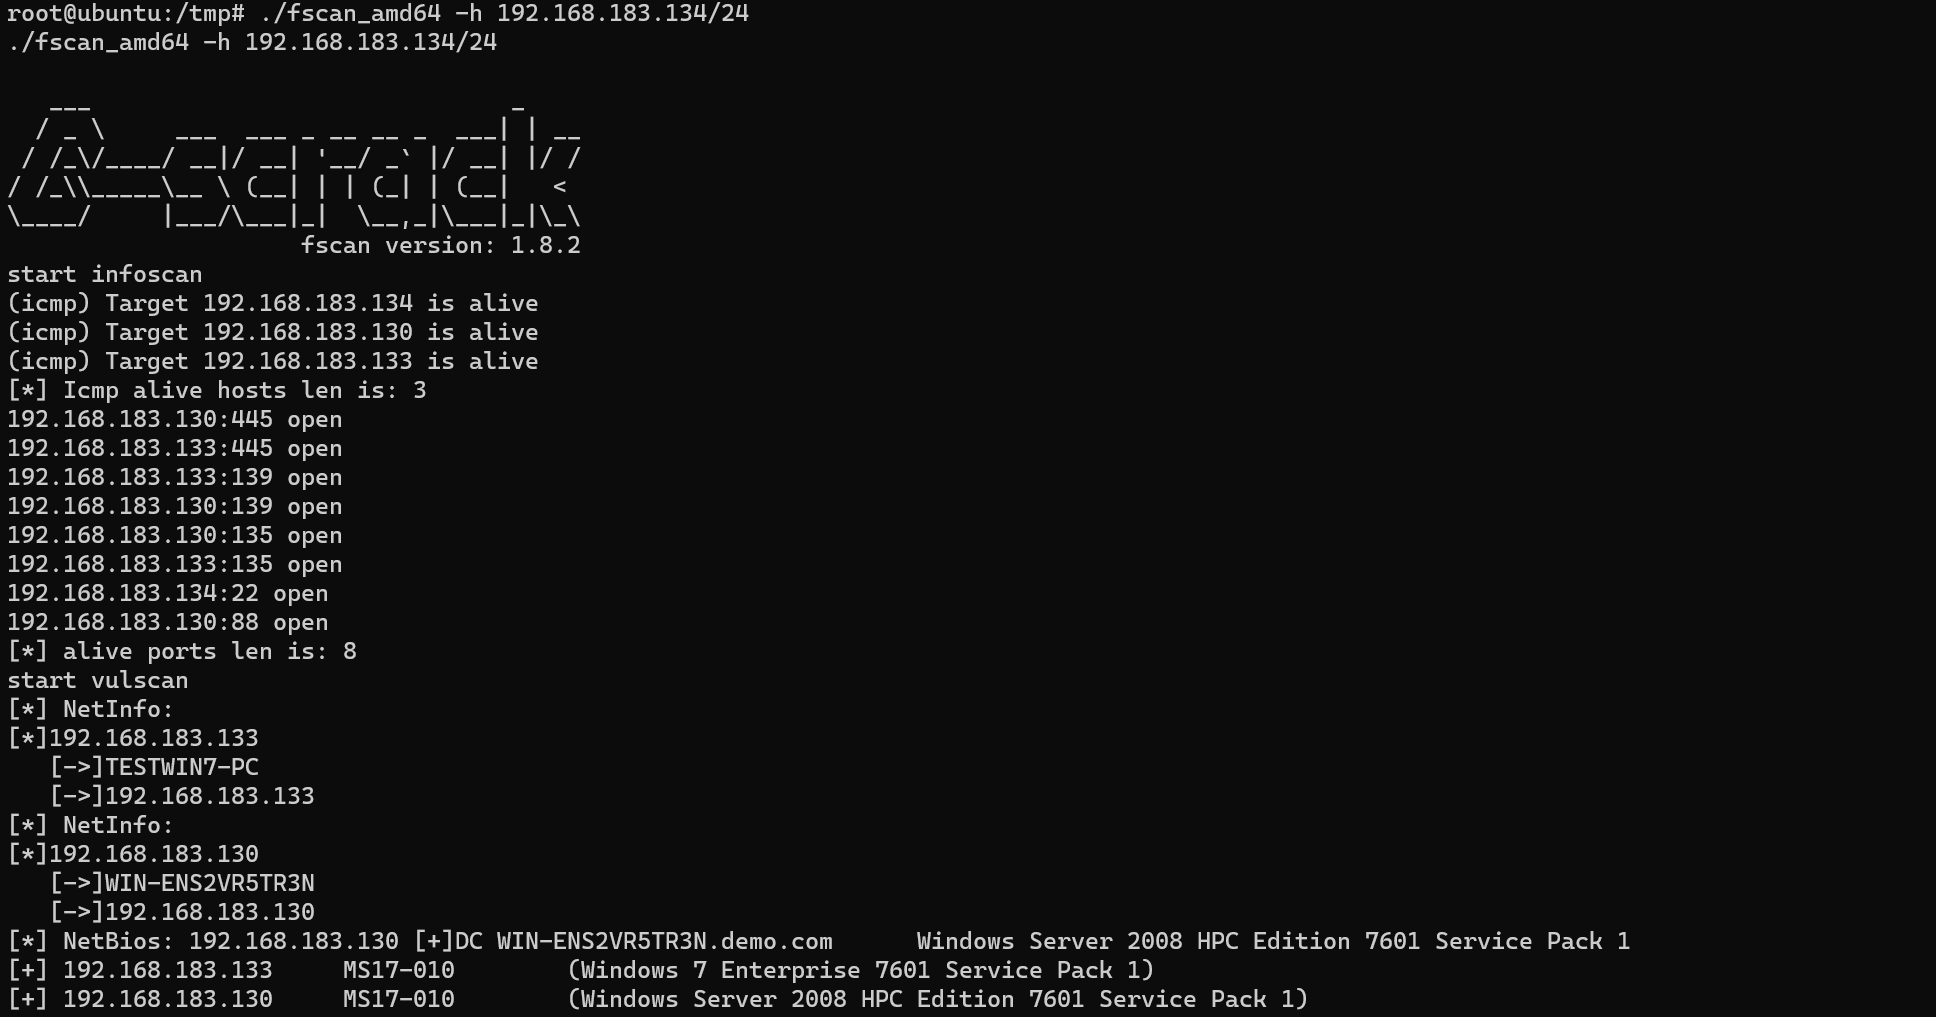 root@ubuntu:/tmp# ./fscan_amd64 -h 192.168.183.134/24
./fscan_amd64 -h 192.168.183.134/24
   ___                              _
  / _ \     ___  ___ _ __ __ _  ___| | __
 / /_\/____/ __|/ __| '__/ _` |/ __| |/ /
/ /_\\_____\__ \ (__| | | (_| | (__|   <
\____/     |___/\___|_|  \__,_|\___|_|\_\
                     fscan version: 1.8.2
start infoscan
(icmp) Target 192.168.183.134 is alive
(icmp) Target 192.168.183.130 is alive
(icmp) Target 192.168.183.133 is alive
[*] Icmp alive hosts len is: 3
192.168.183.130:445 open
192.168.183.133:445 open
192.168.183.133:139 open
192.168.183.130:139 open
192.168.183.130:135 open
192.168.183.133:135 open
192.168.183.134:22 open
192.168.183.130:88 open
[*] alive ports len is: 8
start vulscan
[*] NetInfo:
[*]192.168.183.133
   [->]TESTWIN7-PC
   [->]192.168.183.133
[*] NetInfo:
[*]192.168.183.130
   [->]WIN-ENS2VR5TR3N
   [->]192.168.183.130
[*] NetBios: 192.168.183.130 [+]DC WIN-ENS2VR5TR3N.demo.com      Windows Server 2008 HPC Edition 7601 Service Pack 1
[+] 192.168.183.133     MS17-010        (Windows 7 Enterprise 7601 Service Pack 1)
[+] 192.168.183.130     MS17-010        (Windows Server 2008 HPC Edition 7601 Service Pack 1)